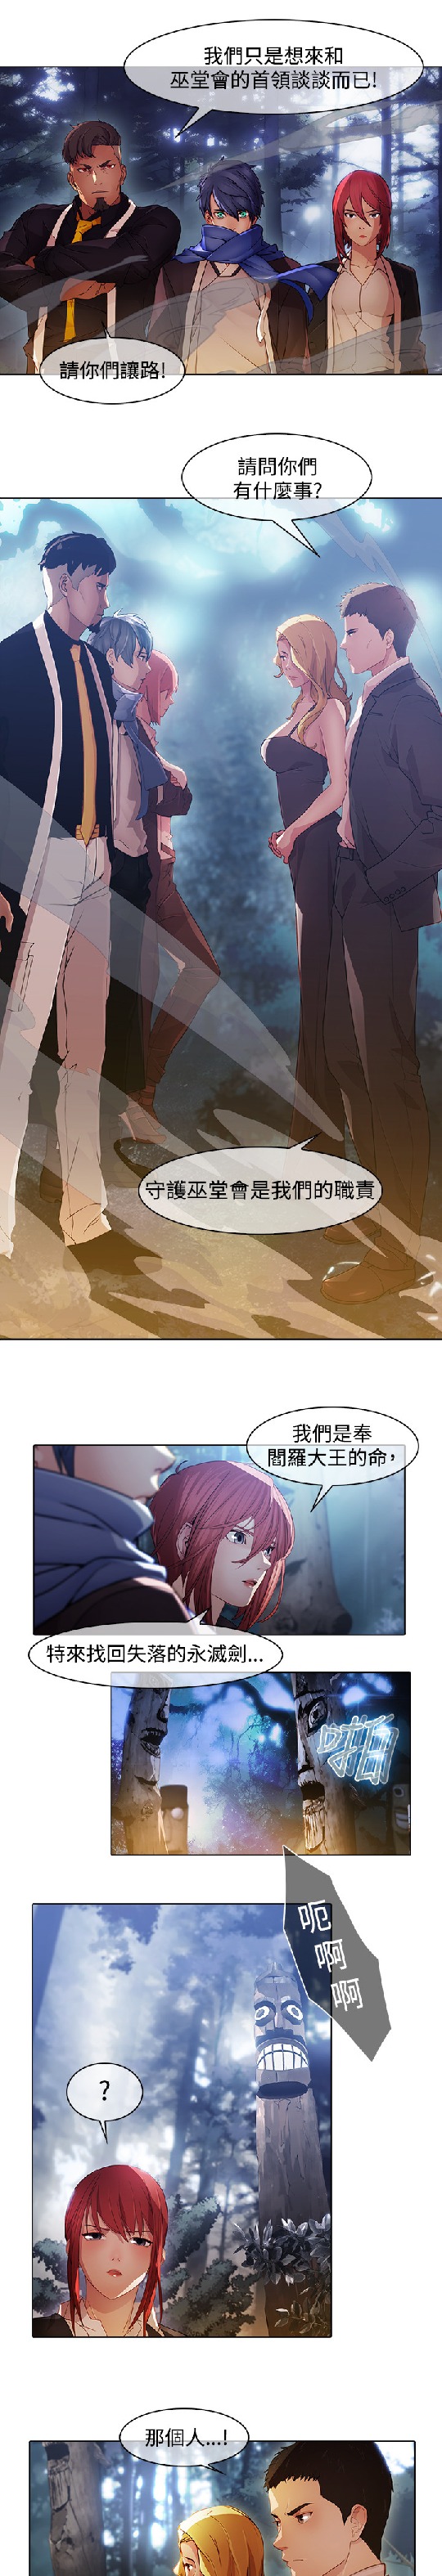 我們只是想來和
巫堂會的首領談談而已!
請你們讓路!
請問你們
有什麼事?
守護巫堂會是我們的職責
我們是奉
閻羅大王的命,
特來找回失落的永滅劍...
啪
呃
啊
啊
?
那個人...!